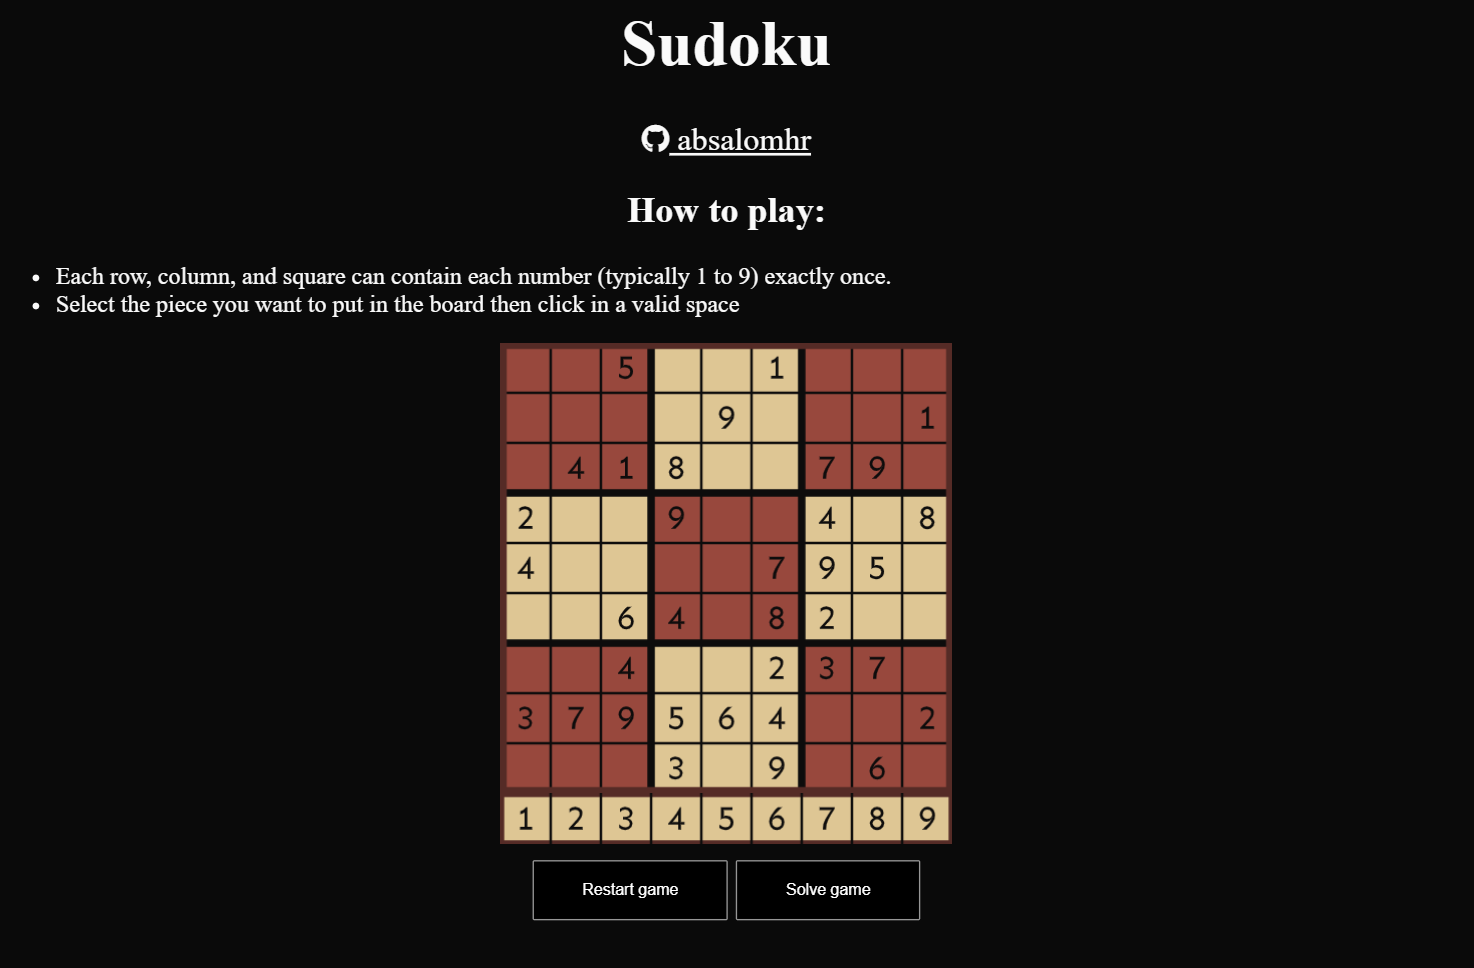 Sudoku
absalomhr
How to play:
• Each row, column, and square can contain each number (typically 1 to 9) exactly once.
• Select the piece you want to put in the board then click in a valid space
5 1
9 1
4 1 8 7 9
2 9 4 8
4 7 9 5
6 4 8 2
4 2 3 7
3 7 9 5 6 4 2
3 9 6
1 2 3 4 5 6 7 8 9
Restart game Solve game